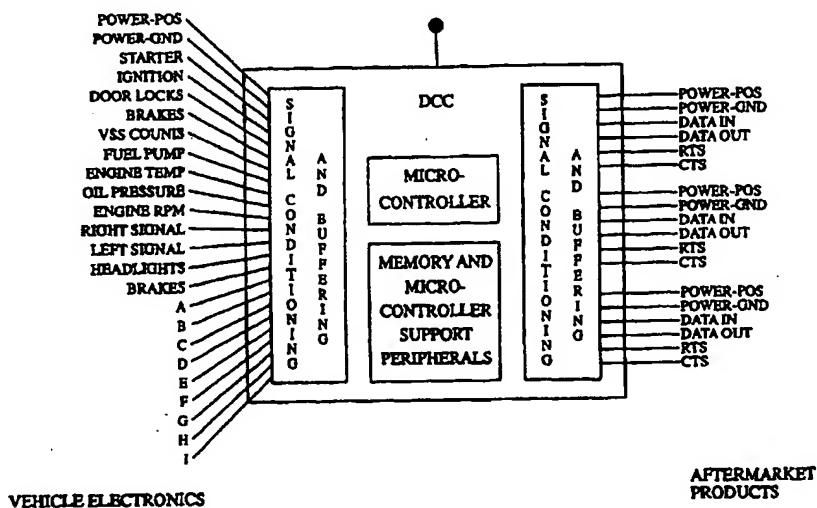 POWER-POS
POWER-GND
STARTER
IGNITION
DOOR LOCKS
BRAKES
VSS COUNTS
FUEL PUMP
ENGINE TEMP
OIL PRESSURE
ENGINE RPM
RIGHT SIGNAL
LEFT SIGNAL
HEADLIGHTS
BRAKES
A
B
C
D
E
F
G
H
I
VEHICLE ELECTRONICS
SIGNAL CONDITIONING
AND BUFFERING
DCC
MICRO-
CONTROLLER
MEMORY AND
MICRO-
CONTROLLER
SUPPORT
PERIPHERALS
SIGNAL CONDITIONING
AND BUFFERING
POWER-POS
POWER-GND
DATA IN
DATA OUT
RTS
CTS
POWER-POS
POWER-GND
DATA IN
DATA OUT
RTS
CTS
POWER-POS
POWER-GND
DATA IN
DATA OUT
RTS
CTS
AFTERMARKET
PRODUCTS